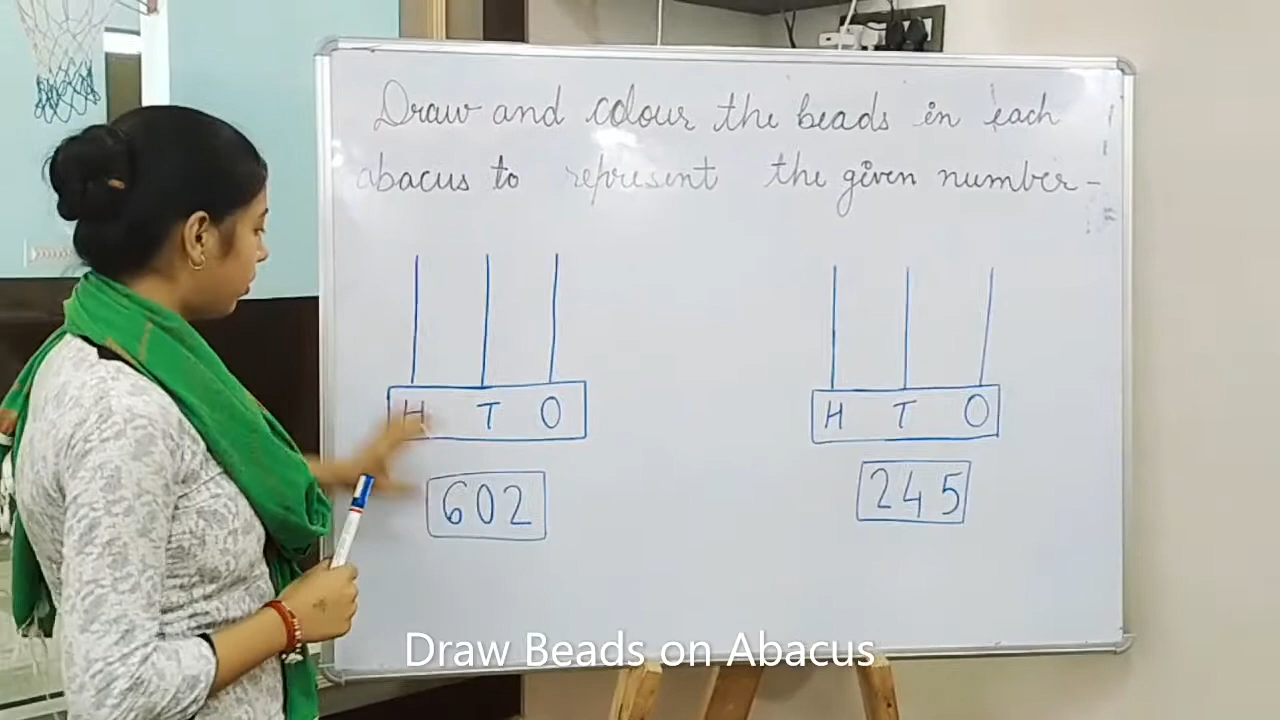 Draw and colour the beads in each
abacus to represent the given number-
H T O
H T O
602
245
Draw Beads on Abacus